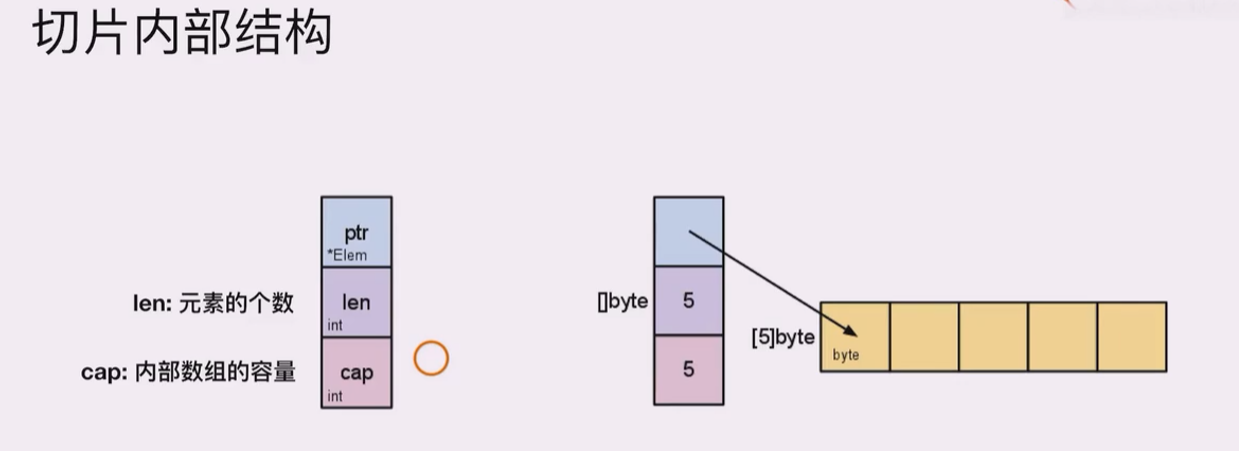 切片内部结构
ptr
*Elem
len: 元素的个数
len
int
cap: 内部数组的容量
cap
int
[]byte
5
5
[5]byte
byte